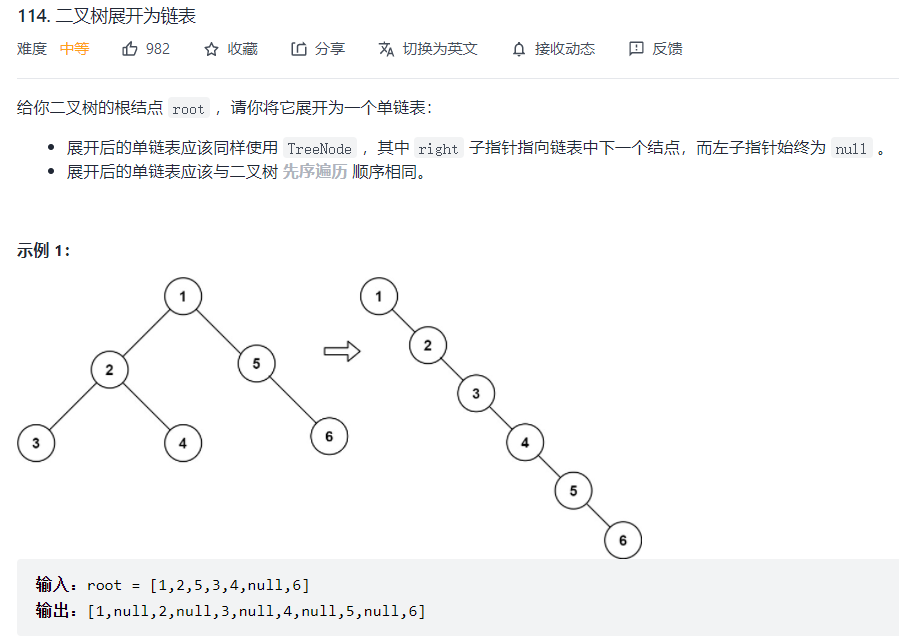 114. 二叉树展开为链表
难度 中等 982 收藏 分享 切换为英文 接收动态 反馈
给你二叉树的根结点 root ，请你将它展开为一个单链表：
展开后的单链表应该同样使用 TreeNode ，其中 right 子指针指向链表中下一个结点，而左子指针始终为 null 。
展开后的单链表应该与二叉树 先序遍历 顺序相同。
示例 1：
1 1
2
2 5
3
3 4 6
4
5
6
输入：root = [1,2,5,3,4,null,6]
输出：[1,null,2,null,3,null,4,null,5,null,6]